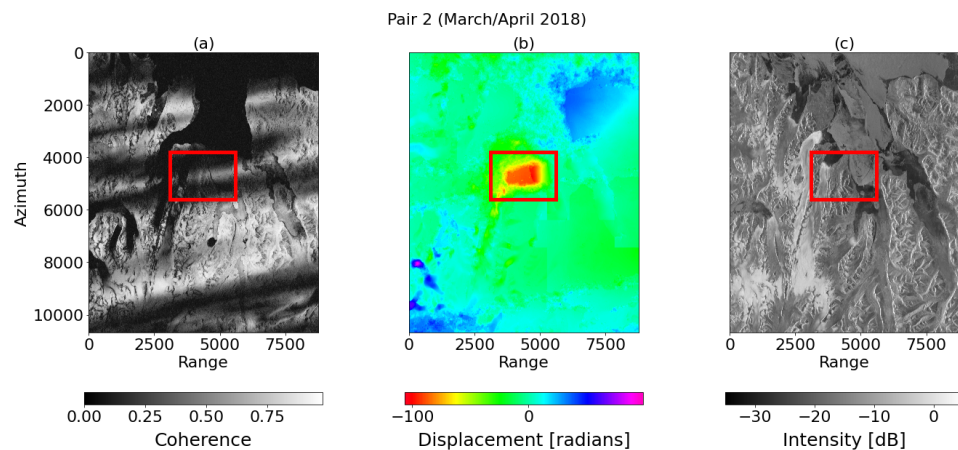 Pair 2 (March/April 2018)
(a) (b) (c)
0
2000
4000
6000
8000
10000
Azimuth
0 2500 5000 7500
0 2500 5000 7500
0 2500 5000 7500
Range Range Range
0.00 0.25 0.50 0.75
−100 0
−30 −20 −10 0
Coherence Displacement [radians] Intensity [dB]